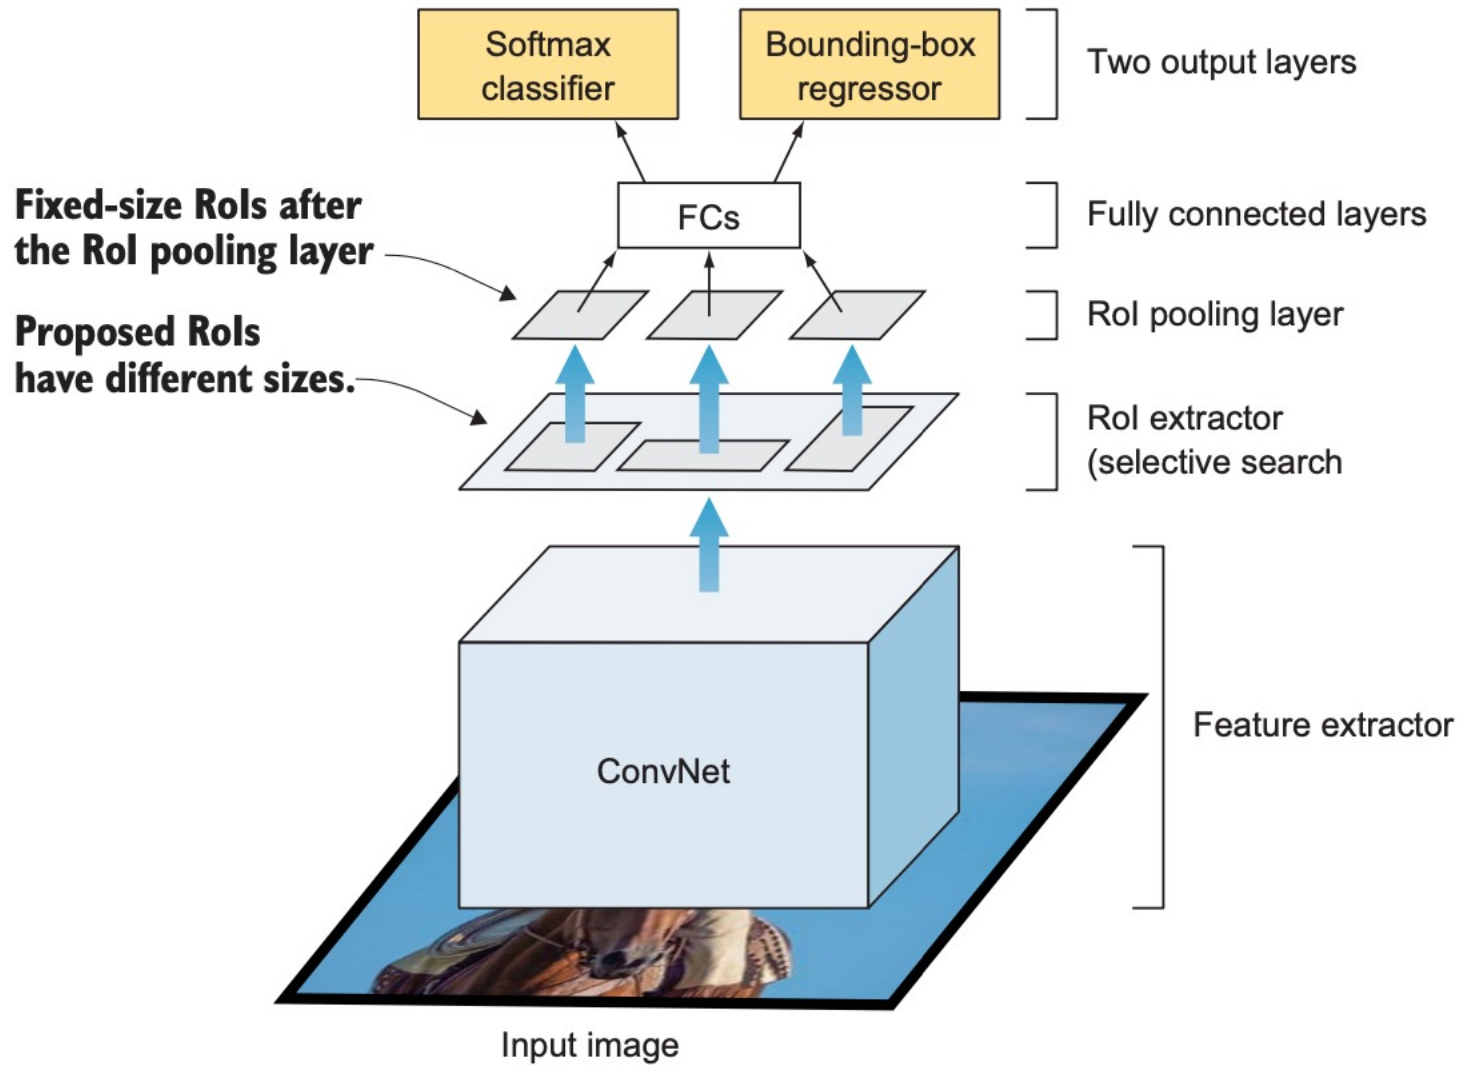 Softmax
classifier
Bounding-box
regressor
Two output layers
Fixed-size RoIs after
the RoI pooling layer
FCs
Fully connected layers
RoI pooling layer
Proposed RoIs
have different sizes.
RoI extractor
(selective search
ConvNet
Feature extractor
Input image